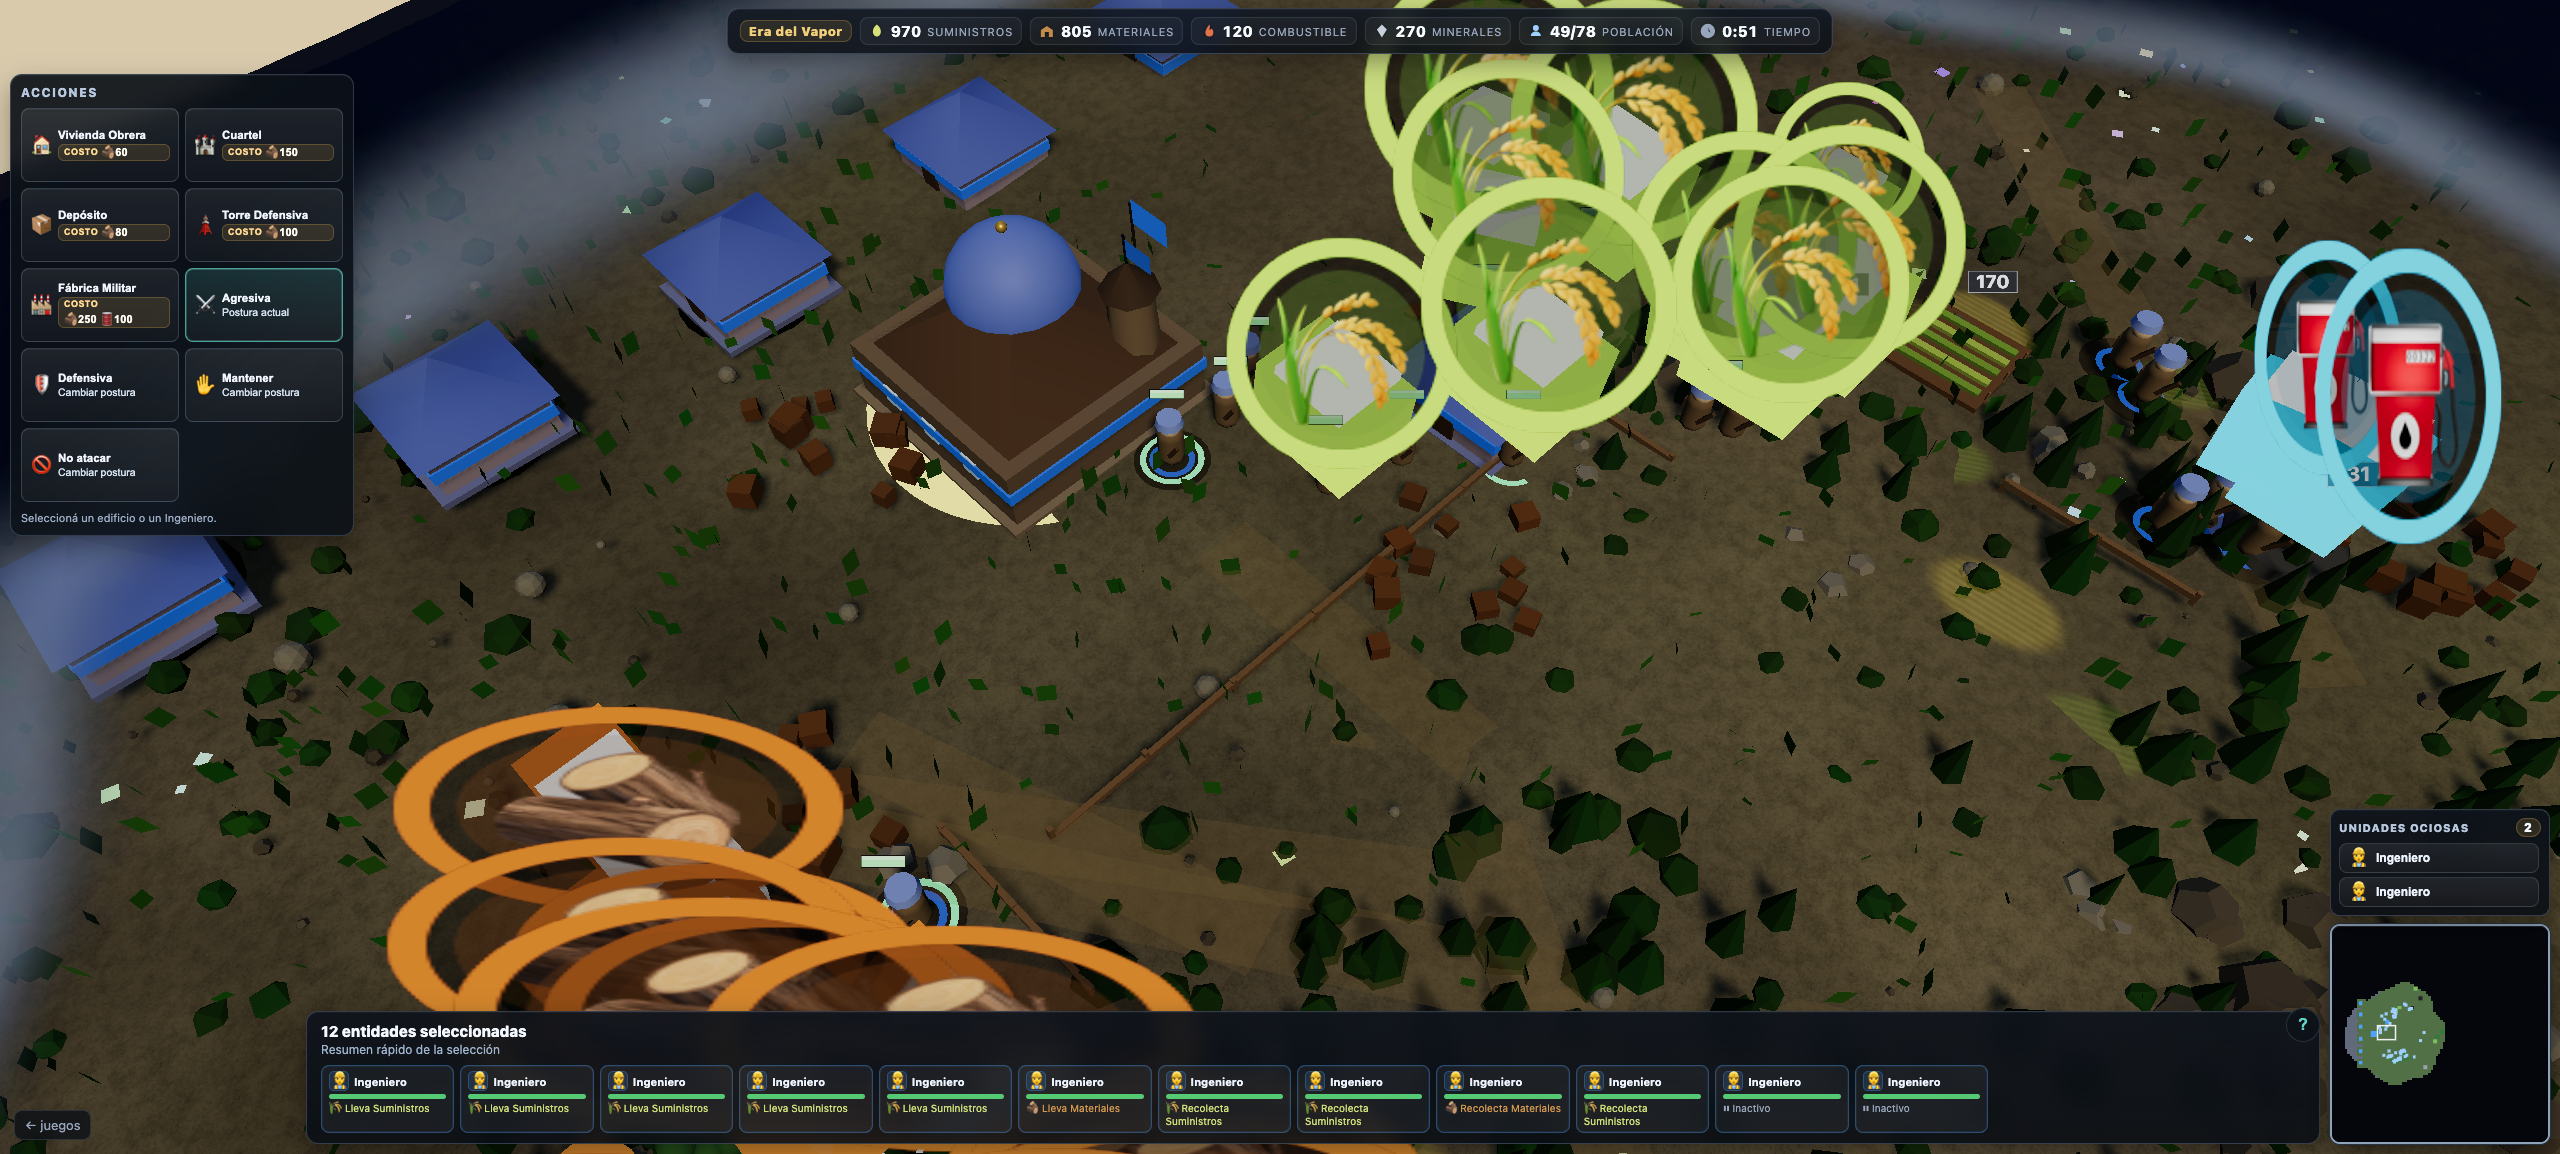 Era del Vapor
970 SUMINISTROS
805 MATERIALES
120 COMBUSTIBLE
270 MINERALES
49/78 POBLACIÓN
0:51 TIEMPO
ACCIONES
Vivienda Obrera
COSTO 60
Cuartel
COSTO 150
Depósito
COSTO 80
Torre Defensiva
COSTO 100
Fábrica Militar
COSTO
250 100
Agresiva
Postura actual
Defensiva
Cambiar postura
Mantener
Cambiar postura
No atacar
Cambiar postura
Seleccioná un edificio o un Ingeniero.
170
31
UNIDADES OCIOSAS 2
Ingeniero
Ingeniero
12 entidades seleccionadas
Resumen rápido de la selección
?
Ingeniero
Lleva Suministros
Ingeniero
Lleva Suministros
Ingeniero
Lleva Suministros
Ingeniero
Lleva Suministros
Ingeniero
Lleva Suministros
Ingeniero
Lleva Materiales
Ingeniero
Recolecta
Suministros
Ingeniero
Recolecta
Suministros
Ingeniero
Recolecta Materiales
Ingeniero
Recolecta
Suministros
Ingeniero
Inactivo
Ingeniero
Inactivo
← juegos